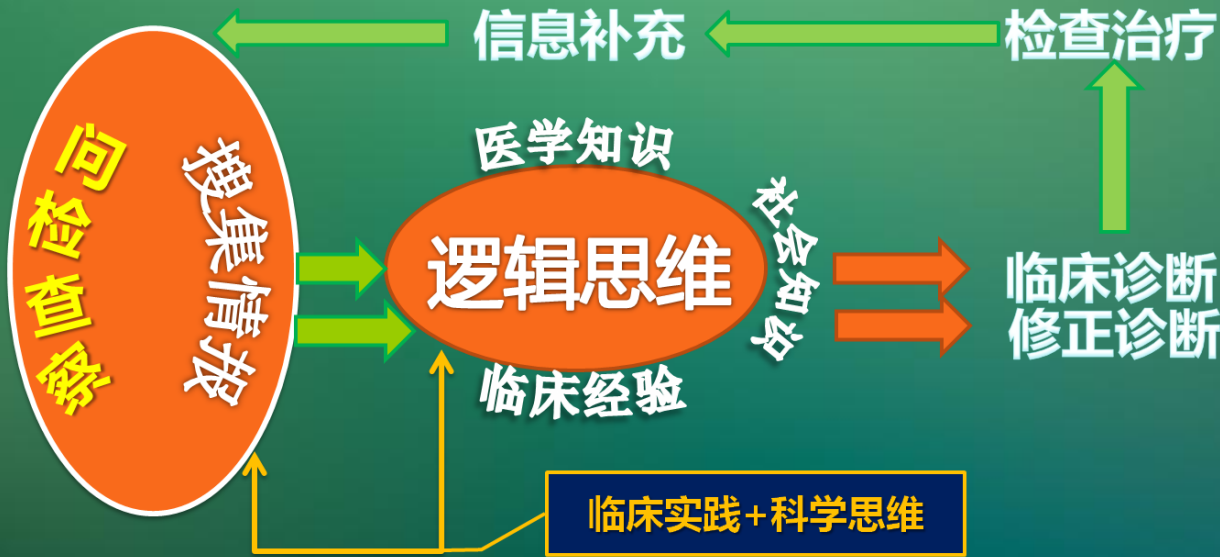 信息补充
检查治疗
问检查察
搜集情报
医学知识
逻辑思维
社会知识
临床经验
临床诊断
修正诊断
临床实践+科学思维